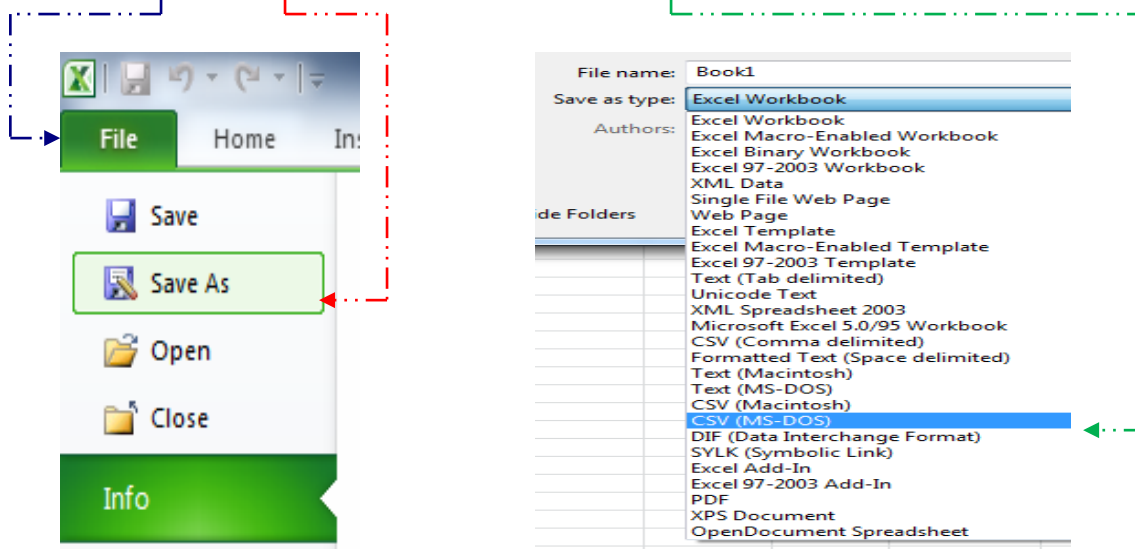 File Home Ins
Save
Save As
Open
Close
Info
File name: Book1
Save as type: Excel Workbook
Authors:
Excel Workbook
Excel Macro-Enabled Workbook
Excel Binary Workbook
Excel 97-2003 Workbook
XML Data
Single File Web Page
Web Page
Excel Template
Excel Macro-Enabled Template
Excel 97-2003 Template
Text (Tab delimited)
Unicode Text
XML Spreadsheet 2003
Microsoft Excel 5.0/95 Workbook
CSV (Comma delimited)
Formatted Text (Space delimited)
Text (Macintosh)
Text (MS-DOS)
CSV (Macintosh)
CSV (MS-DOS)
DIF (Data Interchange Format)
SYLK (Symbolic Link)
Excel Add-In
Excel 97-2003 Add-In
PDF
XPS Document
OpenDocument Spreadsheet
ide Folders